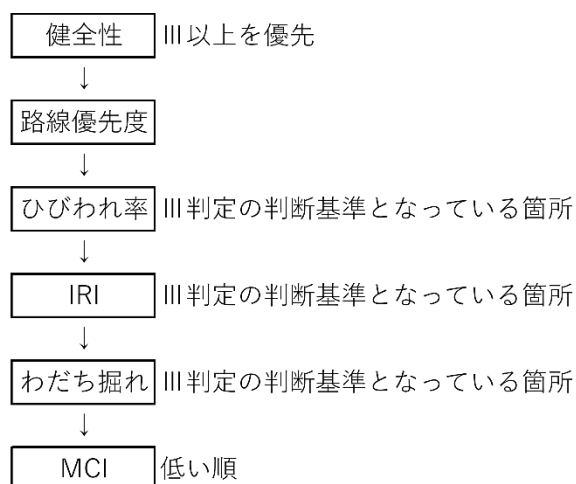 健全性 Ⅲ以上を優先
↓
路線優先度
↓
ひびわれ率 Ⅲ判定の判断基準となっている箇所
↓
IRI Ⅲ判定の判断基準となっている箇所
↓
わだち掘れ Ⅲ判定の判断基準となっている箇所
↓
MCI 低い順